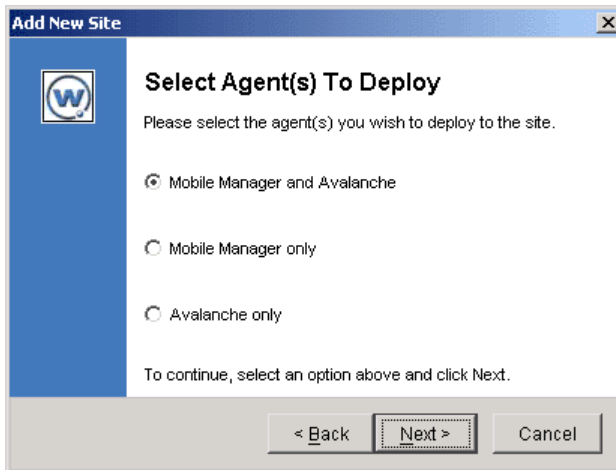 Add New Site
W
Select Agent(s) To Deploy
Please select the agent(s) you wish to deploy to the site.
Mobile Manager and Avalanche
Mobile Manager only
Avalanche only
To continue, select an option above and click Next.
< Back Next > Cancel